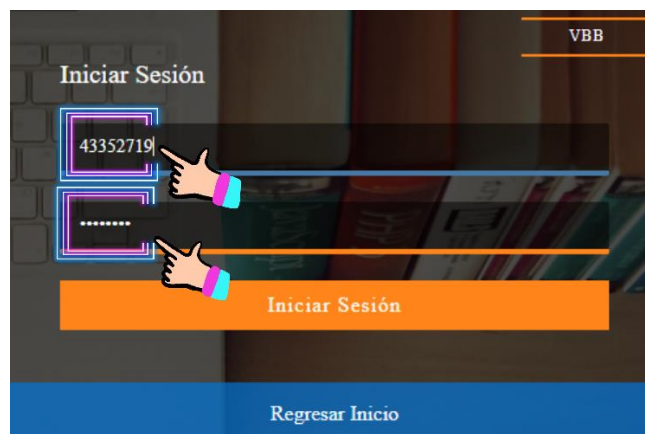 VBB
Iniciar Sesión
43352719
········
Iniciar Sesión
Regresar Inicio